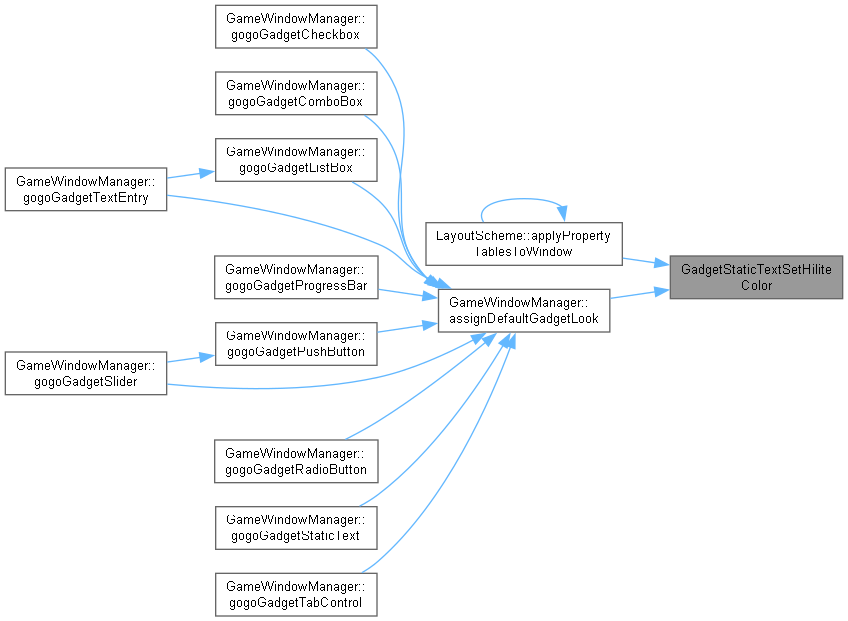 GameWindowManager::
gogoGadgetCheckbox
GameWindowManager::
gogoGadgetComboBox
GameWindowManager::
gogoGadgetListBox
GameWindowManager::
gogoGadgetTextEntry
LayoutScheme::applyProperty
TablesToWindow
GadgetStaticTextSetHilite
Color
GameWindowManager::
gogoGadgetProgressBar
GameWindowManager::
assignDefaultGadgetLook
GameWindowManager::
gogoGadgetPushButton
GameWindowManager::
gogoGadgetSlider
GameWindowManager::
gogoGadgetRadioButton
GameWindowManager::
gogoGadgetStaticText
GameWindowManager::
gogoGadgetTabControl